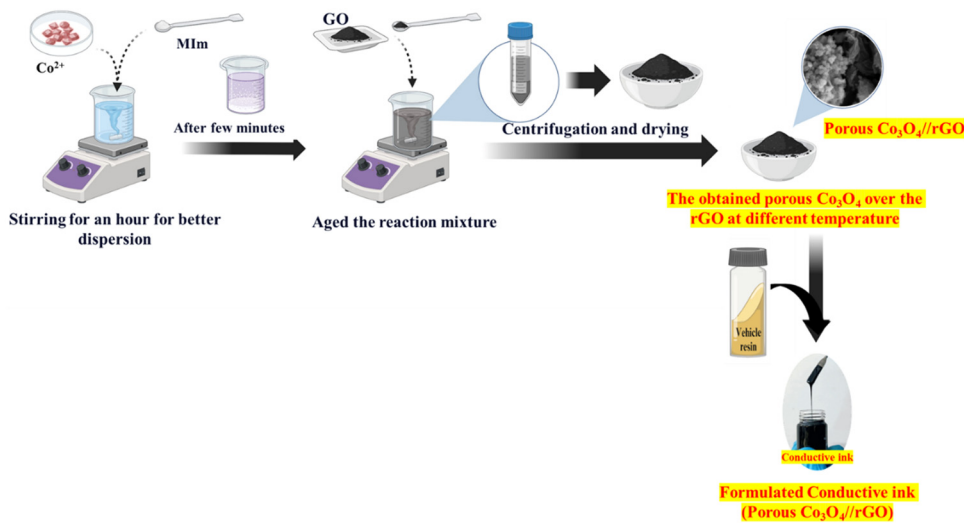 Co²⁺
MIm
After few minutes
Stirring for an hour for better
dispersion
GO
Aged the reaction mixture
Centrifugation and drying
Porous Co₃O₄//rGO
The obtained porous Co₃O₄ over the
rGO at different temperature
Vehicle
resin
Conductive ink
Formulated Conductive ink
(Porous Co₃O₄//rGO)